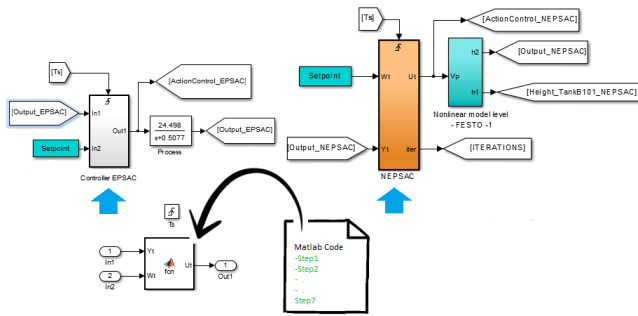 [Ts]
[ActionControl_EPSAC]
[Output_EPSAC]
In1
Out1
24.498
s+0.5077
Process
[Output_EPSAC]
Setpoint
In2
Controller EPSAC
[Ts]
[ActionControl_NEPSAC]
Setpoint
Wt
Ut
Vp
h2
[Output_NEPSAC]
h1
[Height_TankB101_NEPSAC]
Nonlinear model level
- FESTO -1
[Output_NEPSAC]
Yt
iter
[ITERATIONS]
NEPSAC
Ts
1
In1
Yt
fcn
Ut
1
Out1
2
In2
Wt
Matlab Code
-Step1
-Step2
- .
- .
Step7